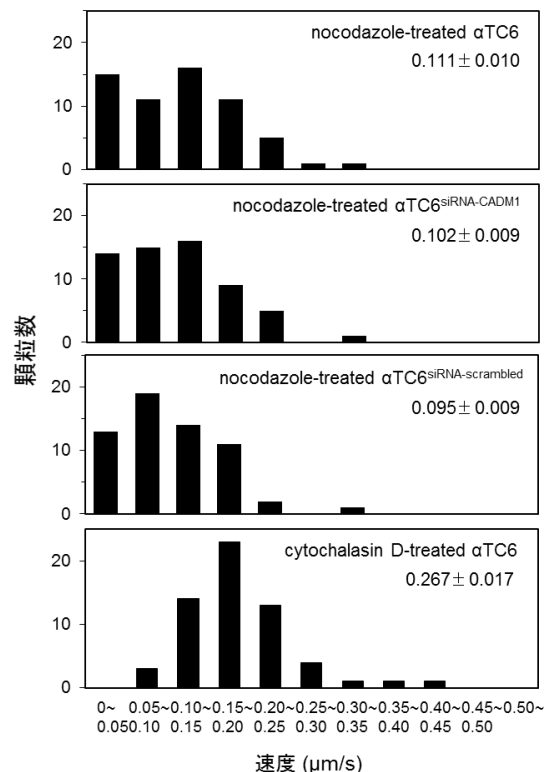 nocodazole-treated αTC6
0.111±0.010
20
10
0
nocodazole-treated αTC6siRNA-CADM1
0.102±0.009
20
10
0
顆粒数
nocodazole-treated αTC6siRNA-scrambled
0.095±0.009
20
10
0
cytochalasin D-treated αTC6
0.267±0.017
20
10
0
0~ 0.05~0.10~0.15~0.20~0.25~0.30~0.35~0.40~0.45~0.50~
0.050.10 0.15 0.20 0.25 0.30 0.35 0.40 0.45 0.50
速度 (μm/s)